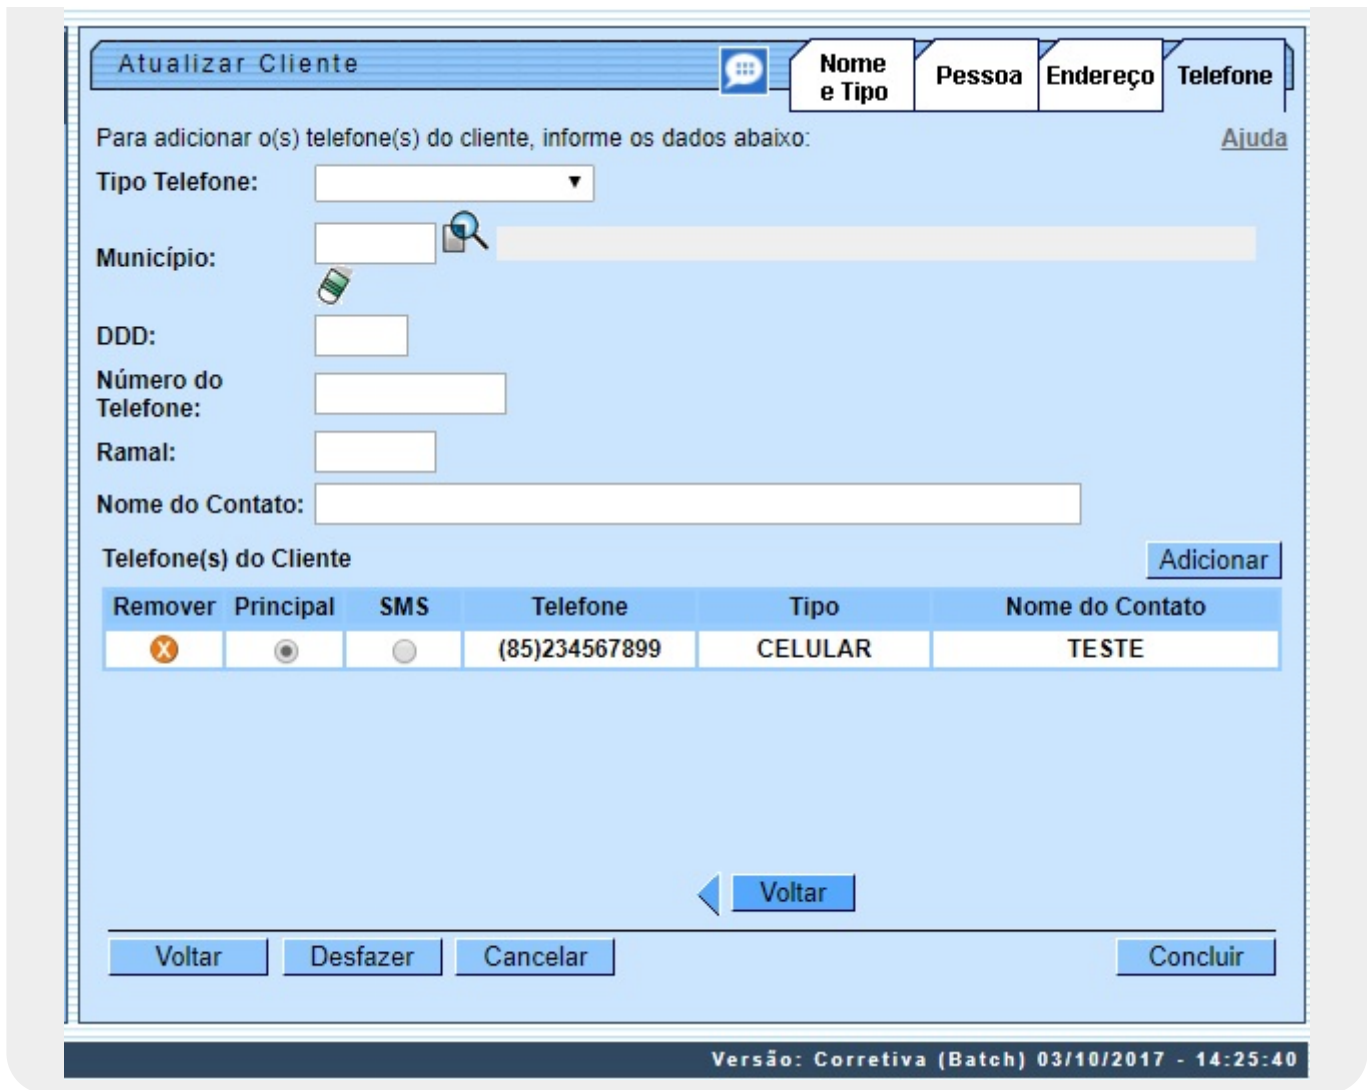 Atualizar Cliente
Nome
e Tipo
Pessoa
Endereço
Telefone
Para adicionar o(s) telefone(s) do cliente, informe os dados abaixo:
Ajuda
Tipo Telefone:
Município:
DDD:
Número do
Telefone:
Ramal:
Nome do Contato:
Telefone(s) do Cliente
Adicionar
Remover Principal SMS Telefone Tipo Nome do Contato
X (85)234567899 CELULAR TESTE
Voltar
Voltar Desfazer Cancelar Concluir
Versão: Corretiva (Batch) 03/10/2017 - 14:25:40